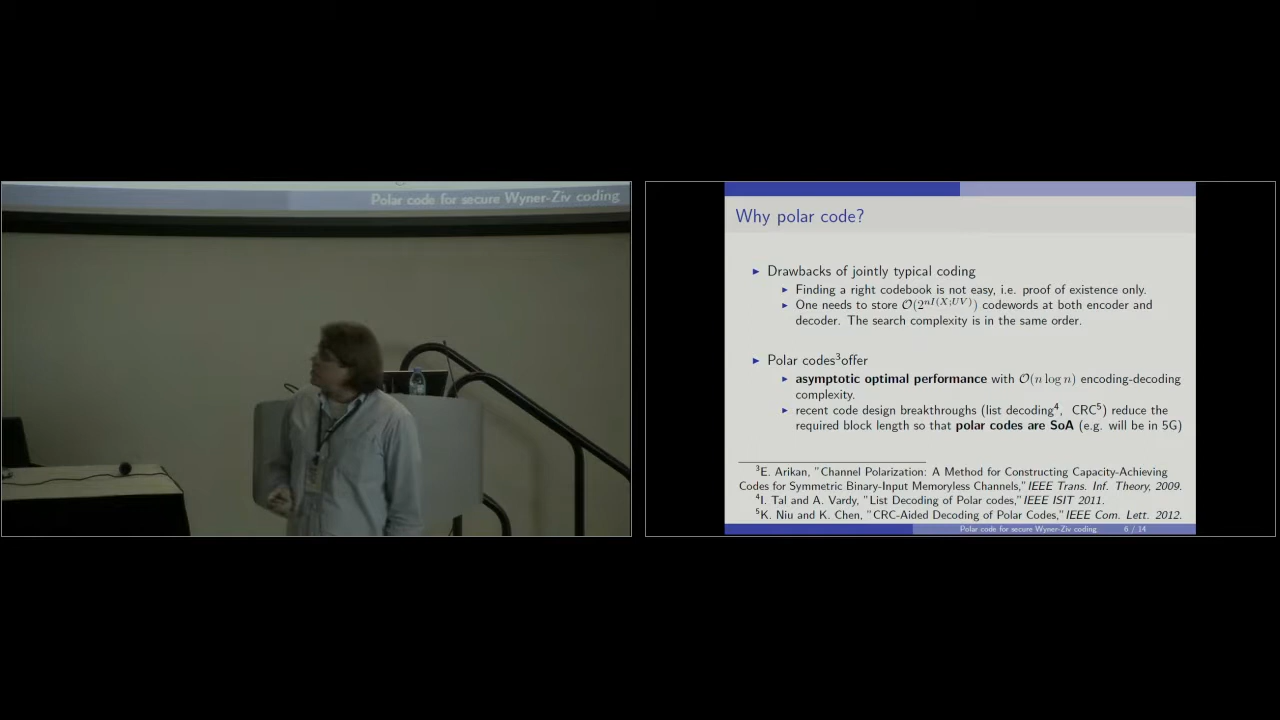 Polar code for secure Wyner-Ziv coding
Why polar code?
► Drawbacks of jointly typical coding
► Finding a right codebook is not easy, i.e. proof of existence only.
► One needs to store O(2^{nI(X;UV)}) codewords at both encoder and
decoder. The search complexity is in the same order.
► Polar codes³offer
► asymptotic optimal performance with O(n log n) encoding-decoding
complexity.
► recent code design breakthroughs (list decoding⁴, CRC⁵) reduce the
required block length so that polar codes are SoA (e.g. will be in 5G)
³E. Arikan, "Channel Polarization: A Method for Constructing Capacity-Achieving
Codes for Symmetric Binary-Input Memoryless Channels," IEEE Trans. Inf. Theory, 2009.
⁴I. Tal and A. Vardy, "List Decoding of Polar codes," IEEE ISIT 2011.
⁵K. Niu and K. Chen, "CRC-Aided Decoding of Polar Codes," IEEE Com. Lett. 2012.
Polar code for secure Wyner-Ziv coding 6 / 14